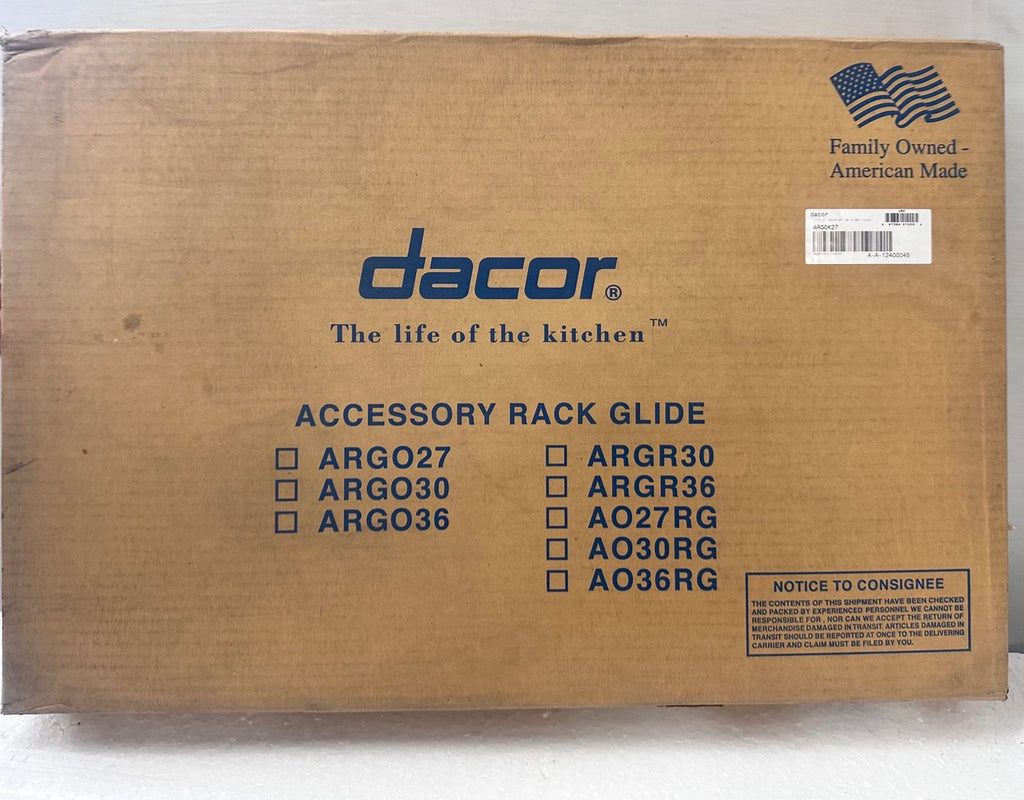 Family Owned -
American Made
dacor
UPC
ARGOK27
A-A-12400045
dacor®
The life of the kitchen™
ACCESSORY RACK GLIDE
☐ ARGO27 ☐ ARGR30
☐ ARGO30 ☐ ARGR36
☐ ARGO36 ☐ AO27RG
☐ AO30RG
☐ AO36RG
NOTICE TO CONSIGNEE
THE CONTENTS OF THIS SHIPMENT HAVE BEEN CHECKED
AND PACKED BY EXPERIENCED PERSONNEL WE CANNOT BE
RESPONSIBLE FOR , NOR CAN WE ACCEPT THE RETURN OF
MERCHANDISE DAMAGED IN TRANSIT. ARTICLES DAMAGED IN
TRANSIT SHOULD BE REPORTED AT ONCE TO THE DELIVERING
CARRIER AND CLAIM MUST BE FILED BY YOU.